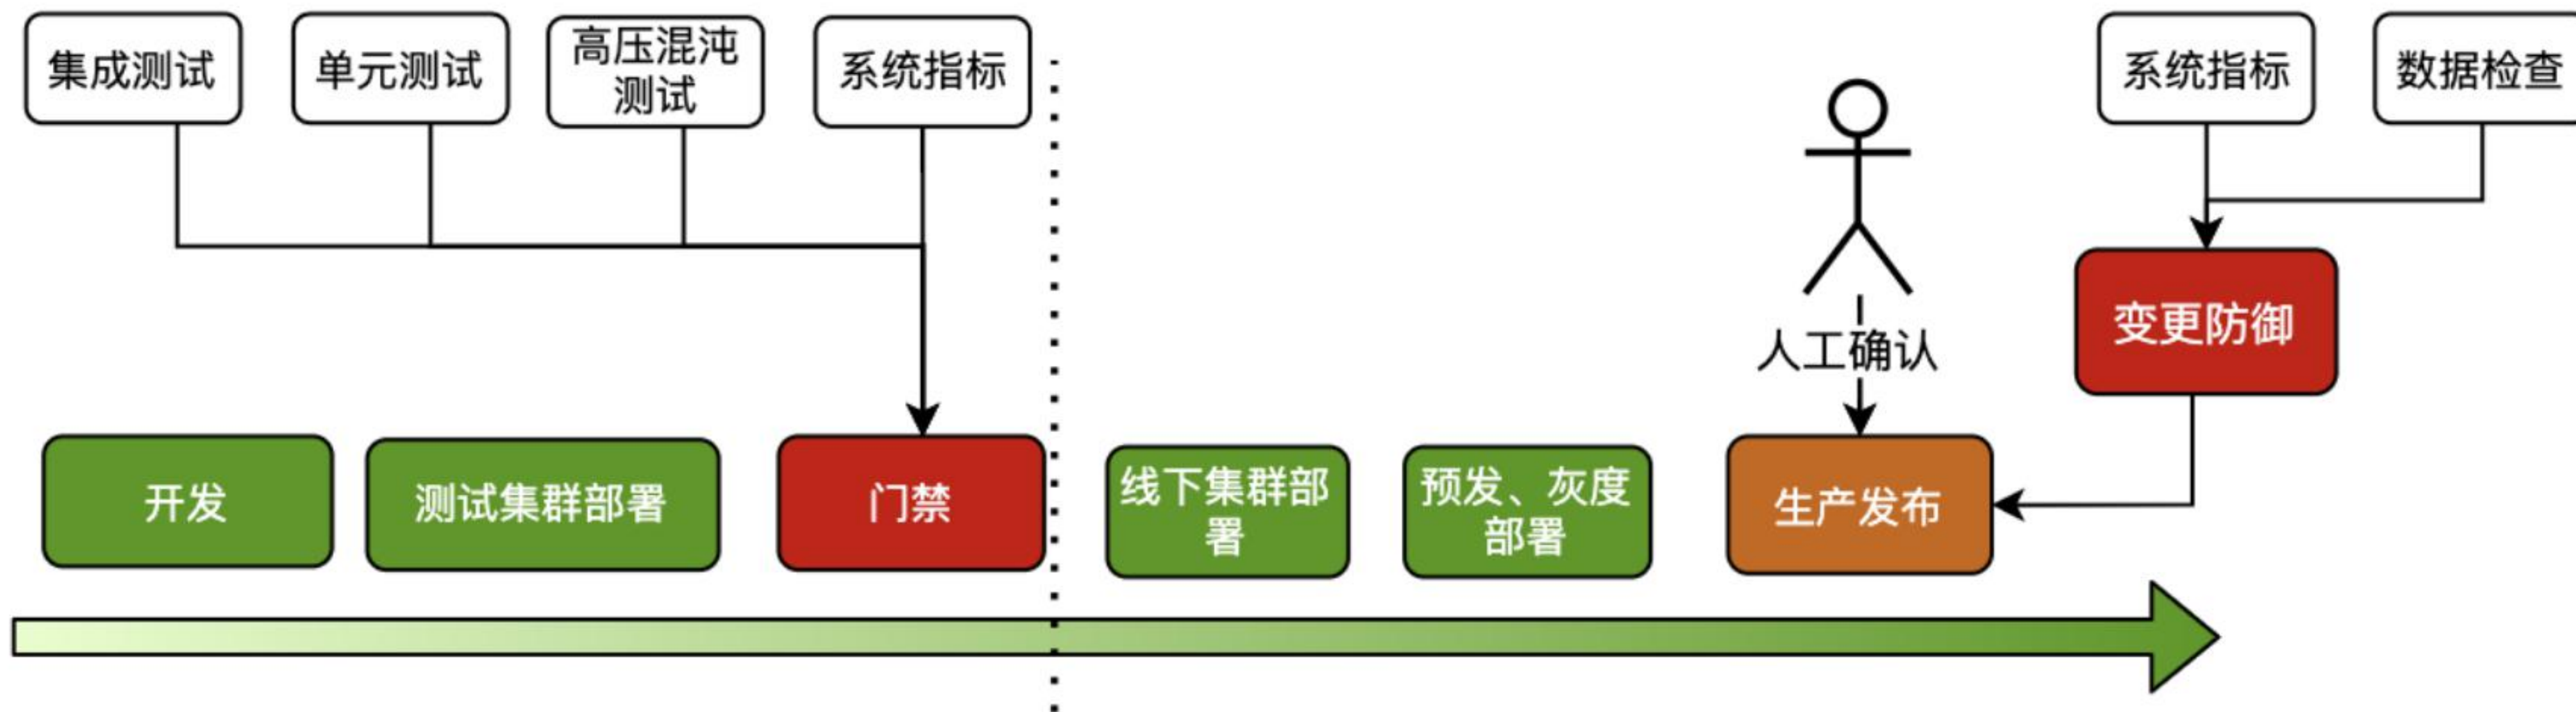 集成测试
单元测试
高压混沌
测试
系统指标
系统指标
数据检查
人工确认
变更防御
开发
测试集群部署
门禁
线下集群部
署
预发、灰度
部署
生产发布